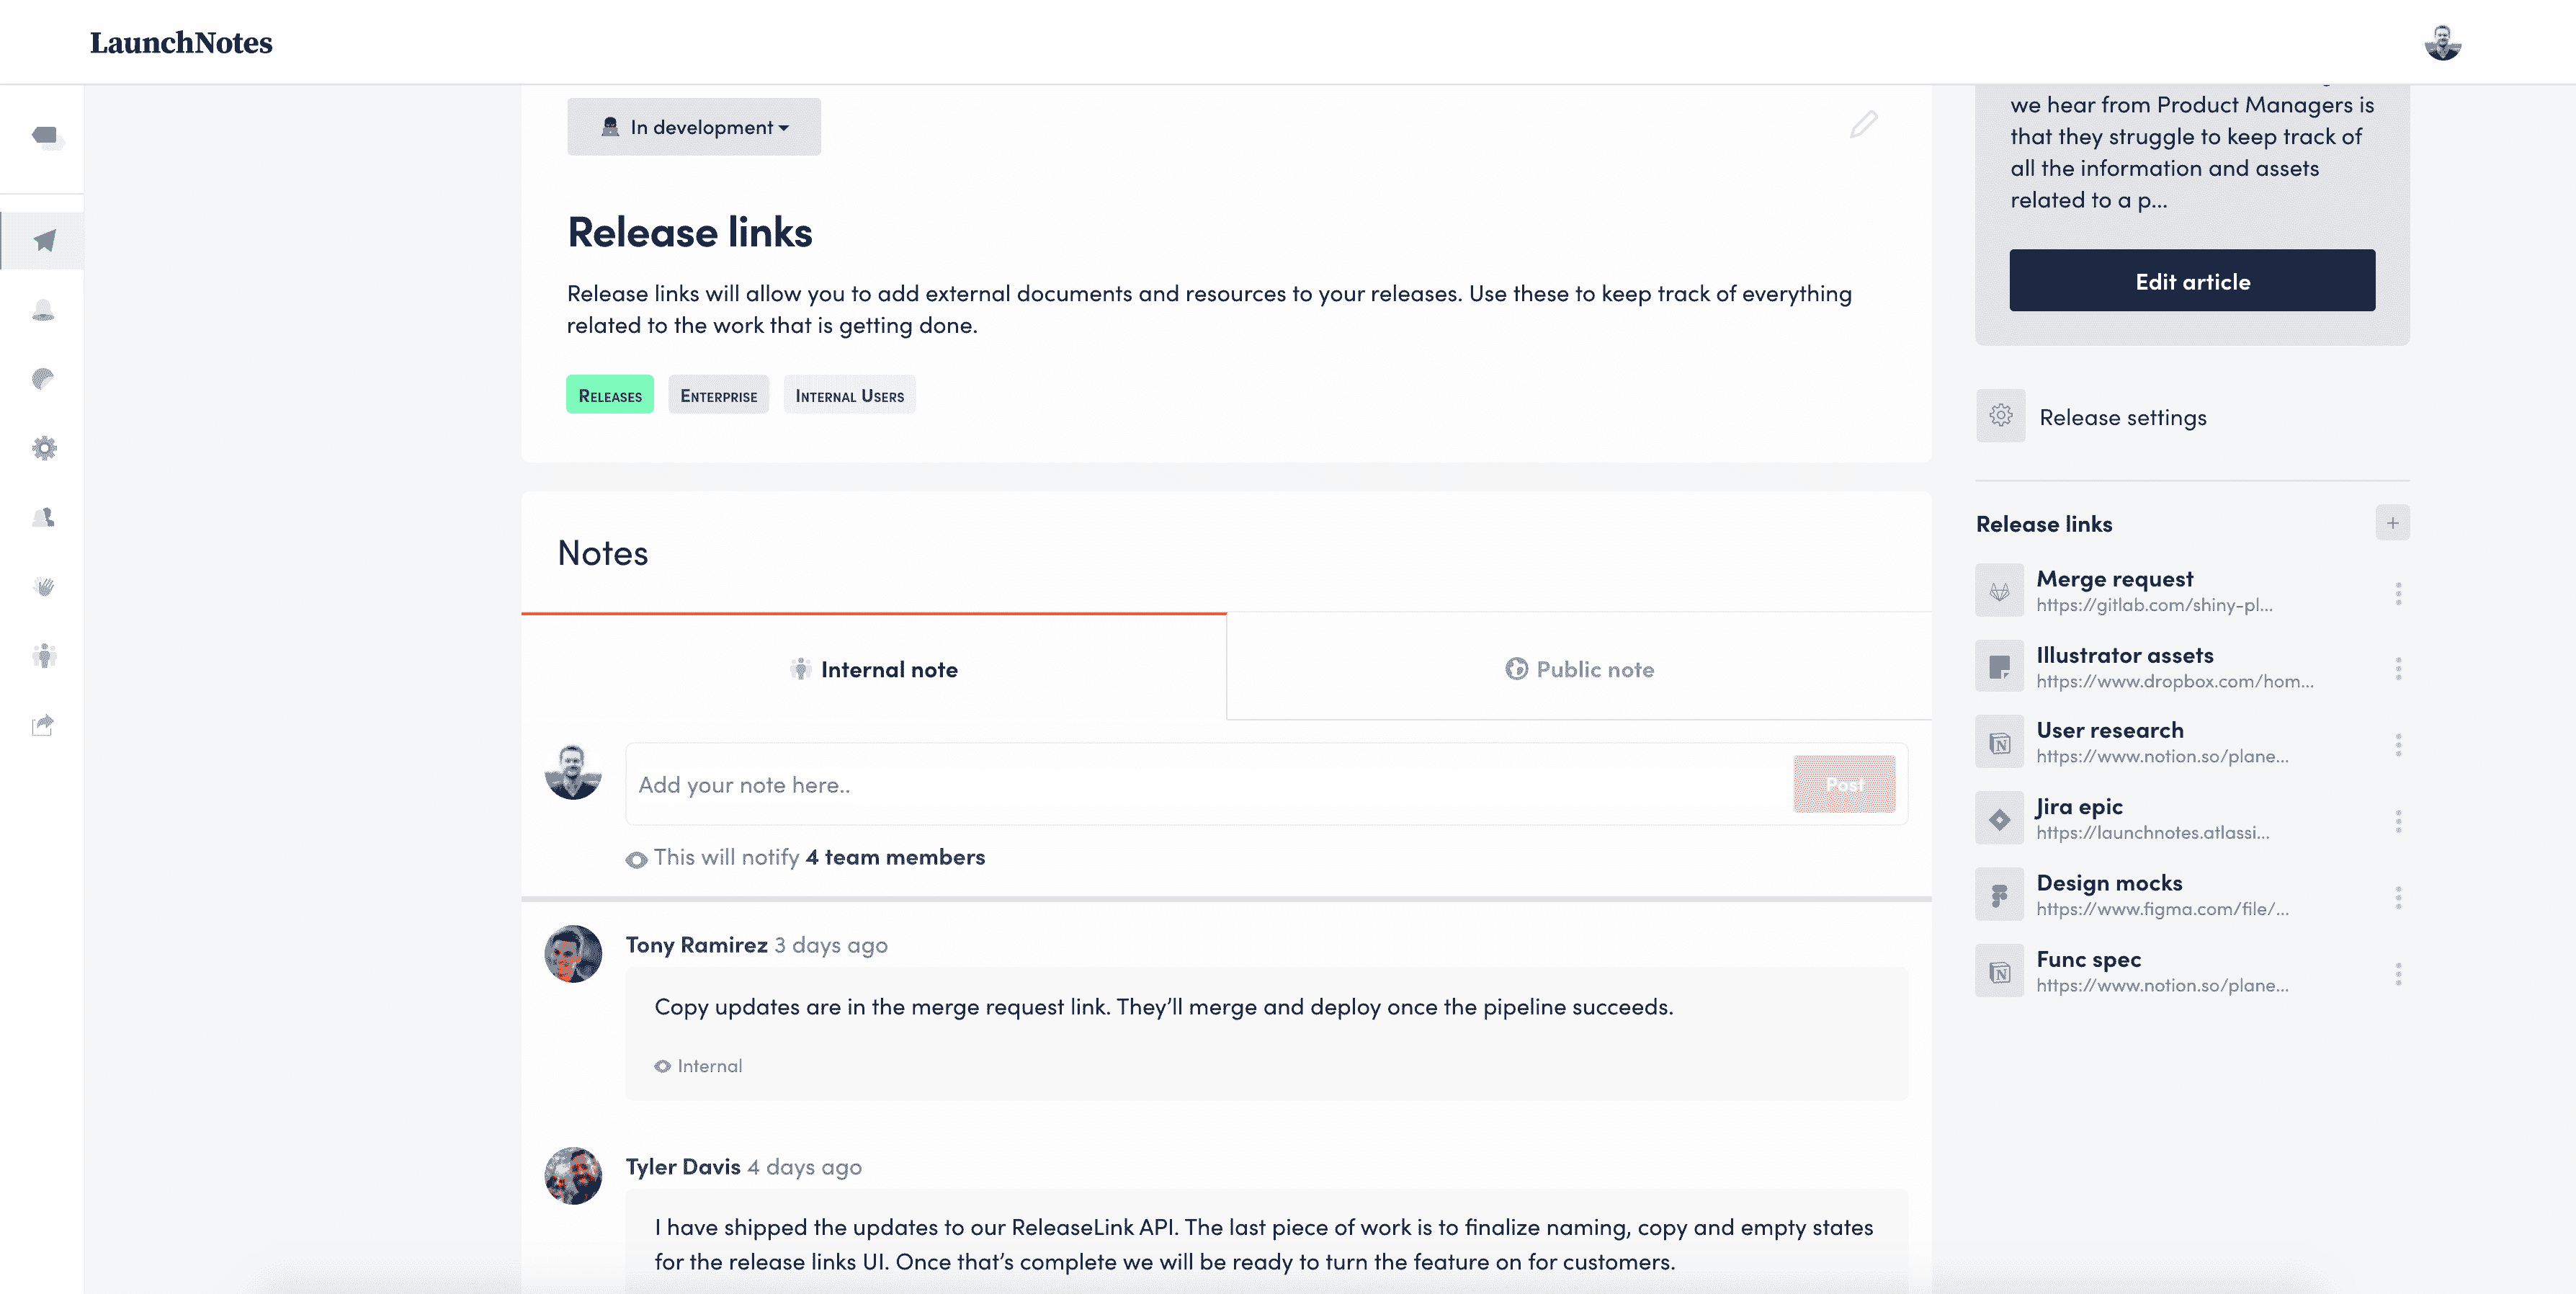 LaunchNotes
In development
Release links
Release links will allow you to add external documents and resources to your releases. Use these to keep track of everything
related to the work that is getting done.
Releases
Enterprise
Internal Users
Notes
Internal note
Public note
Add your note here..
Post
This will notify 4 team members
Tony Ramirez 3 days ago
Copy updates are in the merge request link. They’ll merge and deploy once the pipeline succeeds.
Internal
Tyler Davis 4 days ago
I have shipped the updates to our ReleaseLink API. The last piece of work is to finalize naming, copy and empty states
for the release links UI. Once that’s complete we will be ready to turn the feature on for customers.
we hear from Product Managers is
that they struggle to keep track of
all the information and assets
related to a p...
Edit article
Release settings
Release links
+
Merge request
https://gitlab.com/shiny-pl...
Illustrator assets
https://www.dropbox.com/hom...
User research
https://www.notion.so/plane...
Jira epic
https://launchnotes.atlassi...
Design mocks
https://www.figma.com/file/...
Func spec
https://www.notion.so/plane...